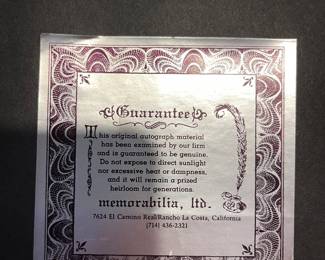 Guarantee
This original autograph material
has been examined by our firm
and is guaranteed to be genuine.
Do not expose to direct sunlight
nor excessive heat or dampness,
and it will remain a prized
heirloom for generations.
memorabilia, ltd.
7624 El Camino Real/Rancho La Costa, California
(714) 436-2321